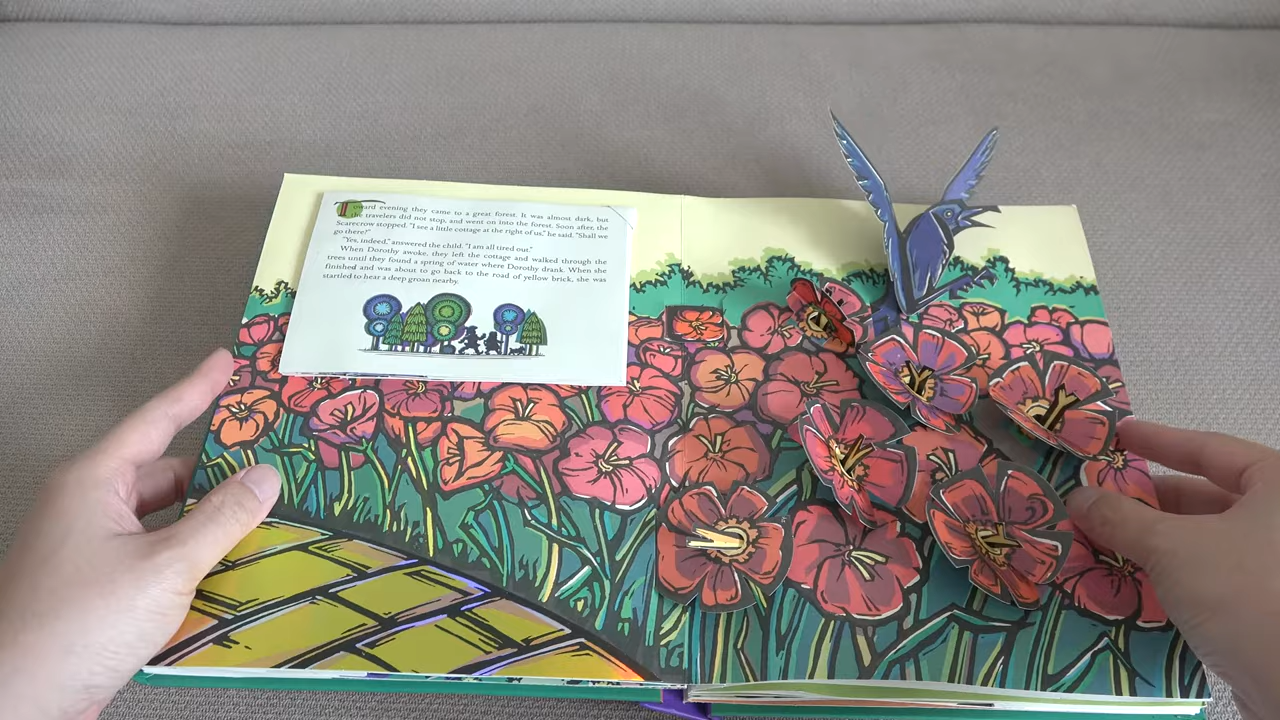 Toward evening they came to a great forest. It was almost dark, but
the travelers did not stop, and went on into the forest. Soon after, the
Scarecrow stopped. "I see a little cottage at the right of us," he said. "Shall we
go there?"
"Yes, indeed," answered the child. "I am all tired out."
When Dorothy awoke, they left the cottage and walked through the
trees until they found a spring of water where Dorothy drank. When she
finished and was about to go back to the road of yellow brick, she was
startled to hear a deep groan nearby.